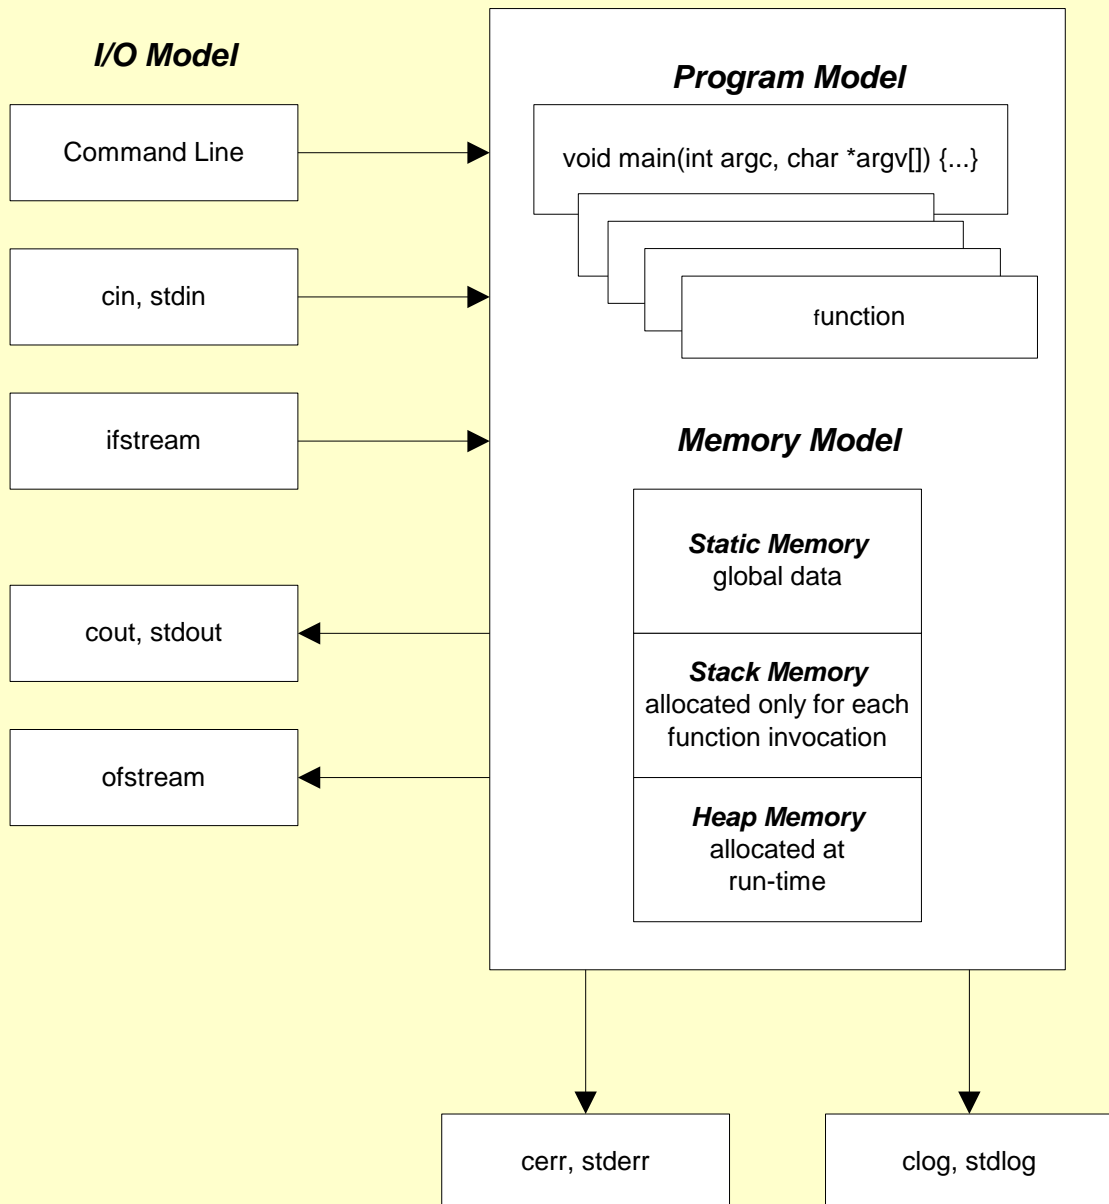 I/O Model
Command Line
cin, stdin
ifstream
cout, stdout
ofstream
Program Model
void main(int argc, char *argv[]) {...}
function
Memory Model
Static Memory
global data
Stack Memory
allocated only for each
function invocation
Heap Memory
allocated at
run-time
cerr, stderr
clog, stdlog